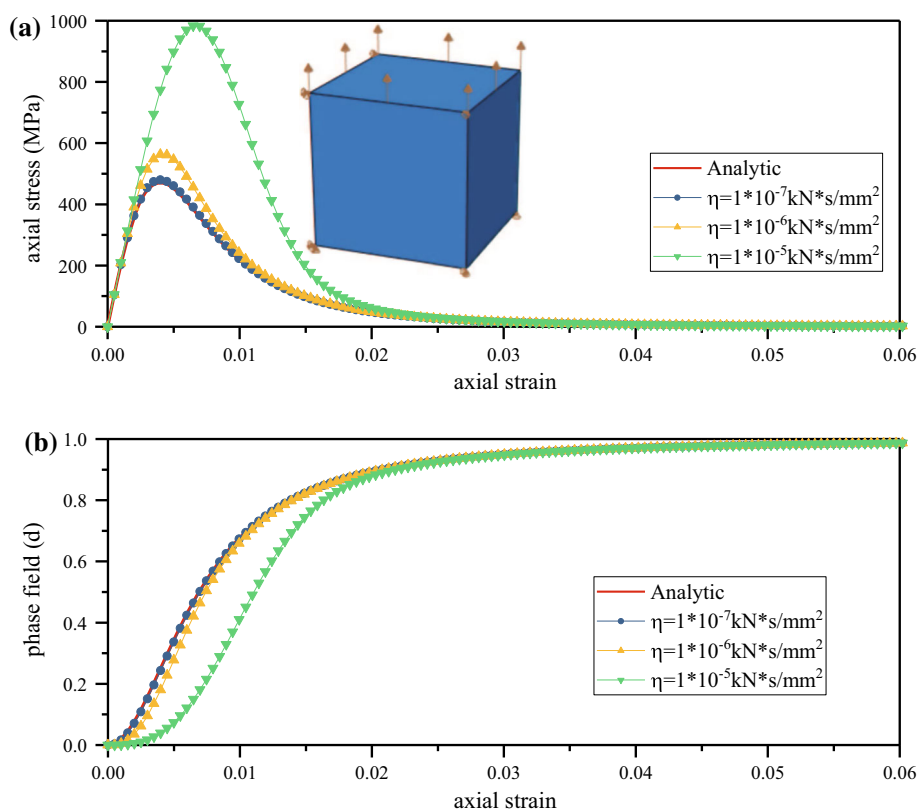 (a)
1000
800
600
400
200
0
axial stress (MPa)
Analytic
η=1*10⁻⁷kN*s/mm²
η=1*10⁻⁶kN*s/mm²
η=1*10⁻⁵kN*s/mm²
0.00 0.01 0.02 0.03 0.04 0.05 0.06
axial strain
(b)
1.0
0.8
0.6
0.4
0.2
0.0
phase field (d)
Analytic
η=1*10⁻⁷kN*s/mm²
η=1*10⁻⁶kN*s/mm²
η=1*10⁻⁵kN*s/mm²
0.00 0.01 0.02 0.03 0.04 0.05 0.06
axial strain